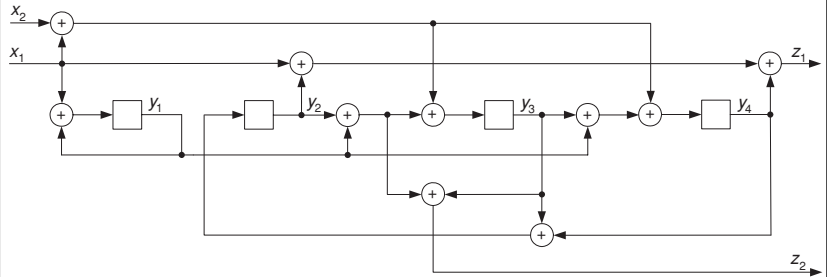 x₂
x₁
z₁
y₁
y₂
y₃
y₄
+
+
+
+
+
+
+
+
+
+
z₂